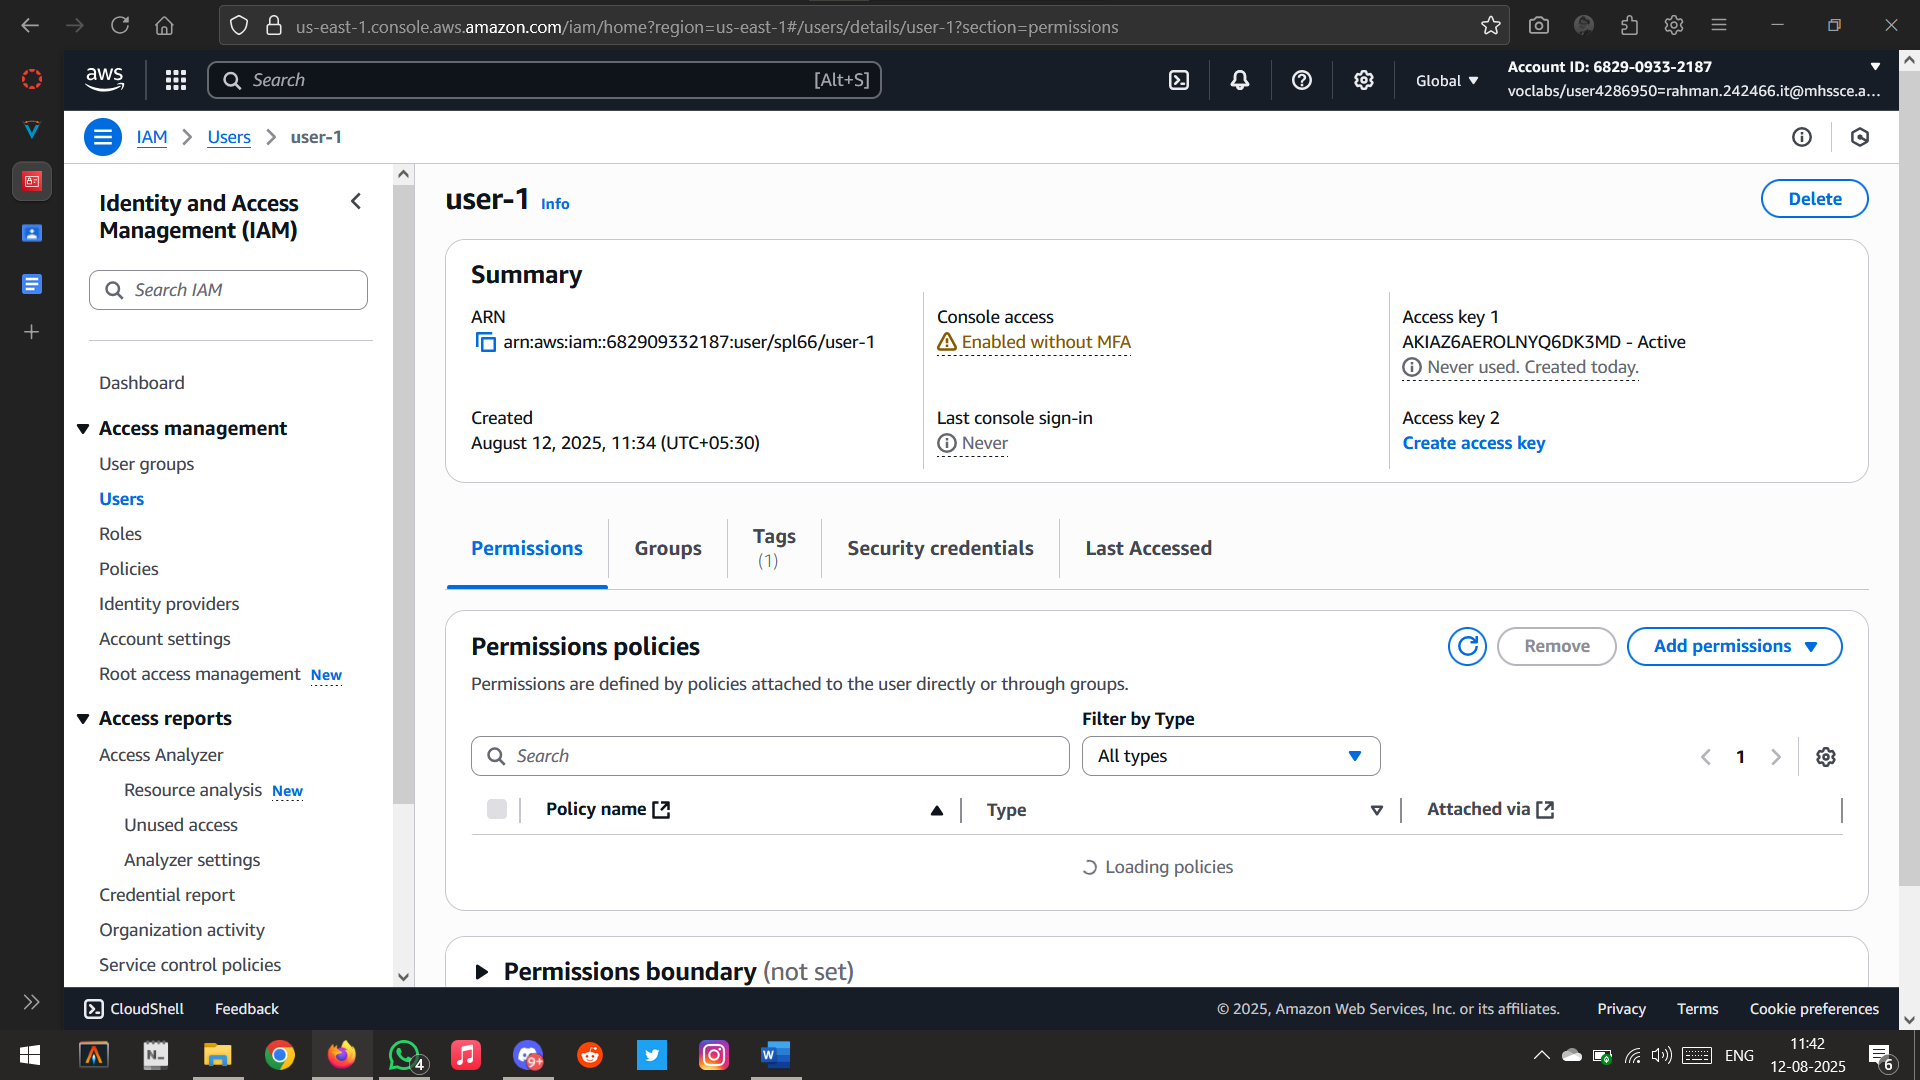 us-east-1.console.aws.amazon.com/iam/home?region=us-east-1#/users/details/user-1?section=permissions
aws
Search
[Alt+S]
Global
Account ID: 6829-0933-2187
voclabs/user4286950=rahman.242466.it@mhssce.a...
IAM
Users
user-1
Identity and Access
Management (IAM)
Search IAM
Dashboard
Access management
User groups
Users
Roles
Policies
Identity providers
Account settings
Root access management New
Access reports
Access Analyzer
Resource analysis New
Unused access
Analyzer settings
Credential report
Organization activity
Service control policies
user-1 Info
Delete
Summary
ARN
arn:aws:iam::682909332187:user/spl66/user-1
Console access
Enabled without MFA
Access key 1
AKIAZ6AEROLNYQ6DK3MD - Active
Never used. Created today.
Created
August 12, 2025, 11:34 (UTC+05:30)
Last console sign-in
Never
Access key 2
Create access key
Permissions
Groups
Tags
(1)
Security credentials
Last Accessed
Permissions policies
Remove
Add permissions
Permissions are defined by policies attached to the user directly or through groups.
Filter by Type
Search
All types
1
Policy name
Type
Attached via
Loading policies
Permissions boundary (not set)
CloudShell
Feedback
© 2025, Amazon Web Services, Inc. or its affiliates.
Privacy
Terms
Cookie preferences
N_
4
9+
W
ENG
11:42
12-08-2025
6